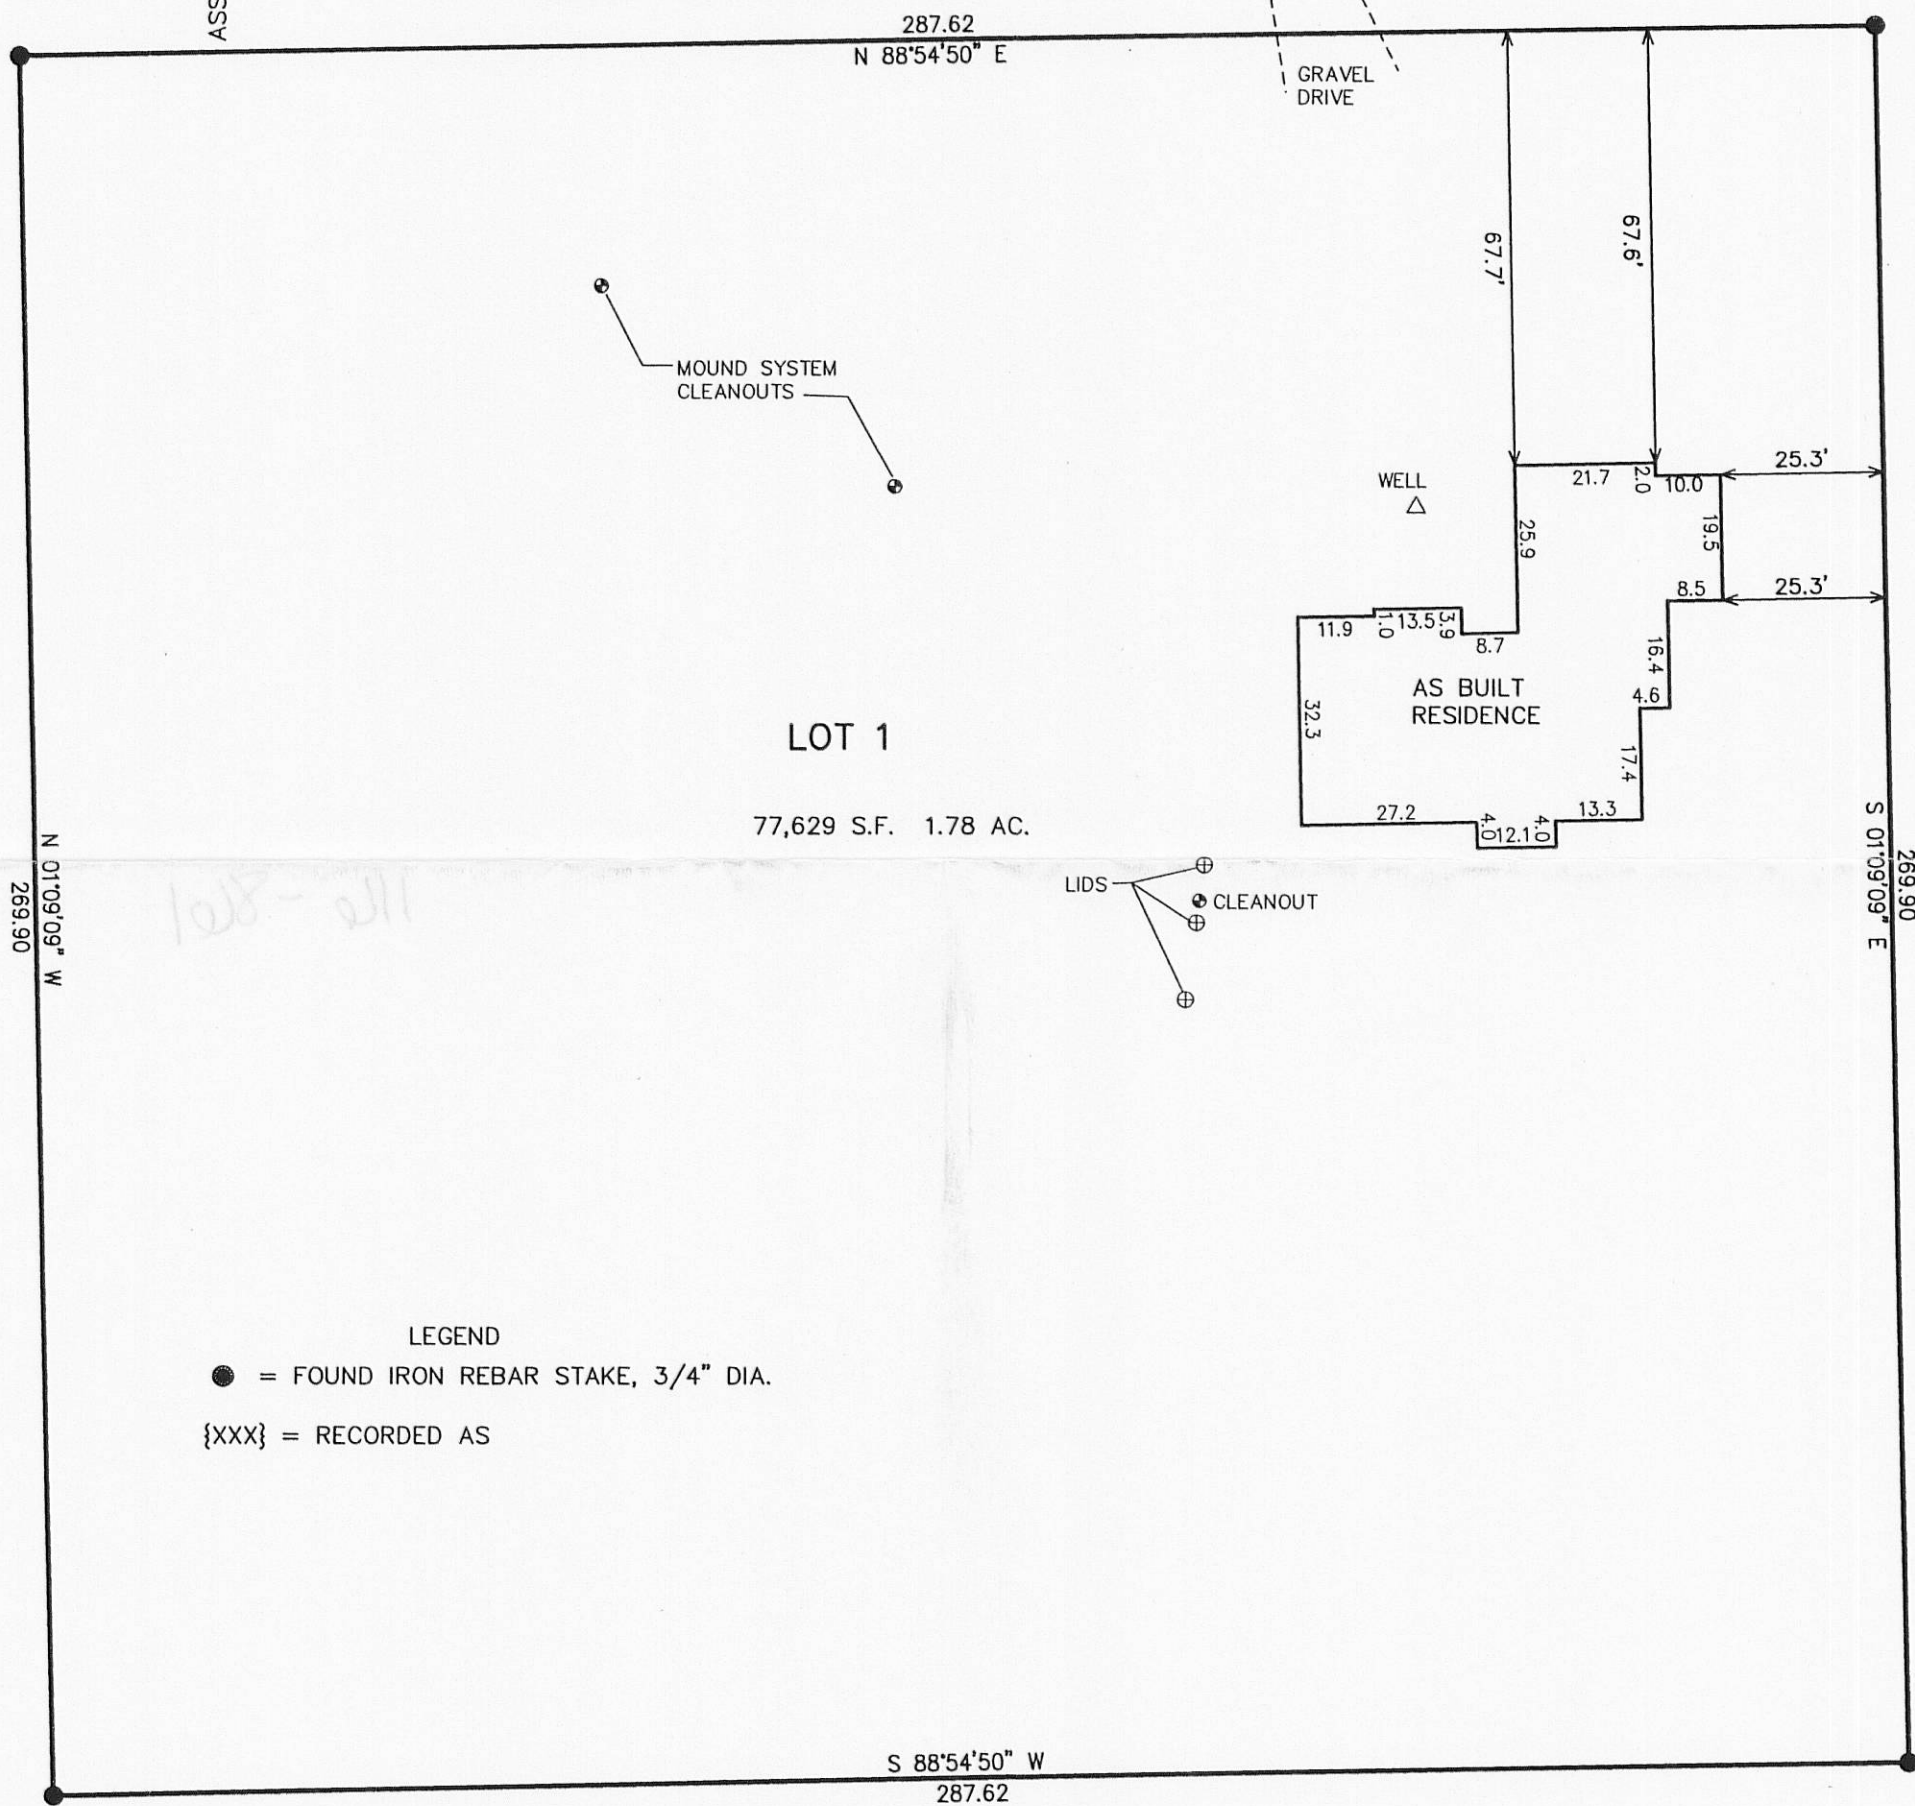 ASS
287.62
N 88°54'50" E
GRAVEL
DRIVE
67.7'
67.6'
MOUND SYSTEM
CLEANOUTS
WELL
21.7
2.0
10.0
25.3'
25.9
19.5
8.5
25.3'
11.9
1.0
13.5
3.9
8.7
16.4
4.6
AS BUILT
RESIDENCE
32.3
17.4
LOT 1
27.2
4.0
12.1
4.0
13.3
77,629 S.F. 1.78 AC.
N 01°09'09" W
269.90
S 01°09'09" E
269.90
LIDS
CLEANOUT
LEGEND
= FOUND IRON REBAR STAKE, 3/4" DIA.
{XXX} = RECORDED AS
S 88°54'50" W
287.62